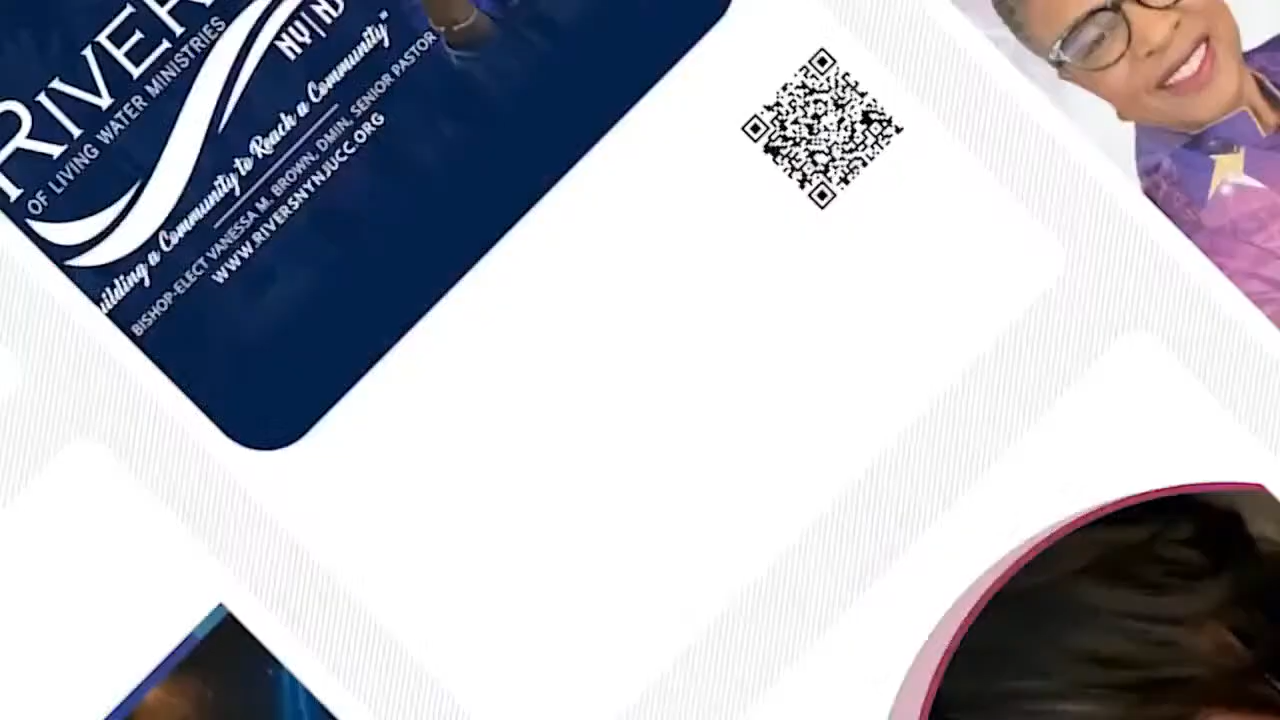 RIVER
OF LIVING WATER MINISTRIES
NY|NJ
uilding a Community to Reach a Community"
BISHOP-ELECT VANESSA M. BROWN, DMIN, SENIOR PASTOR
WWW.RIVERSNYNJUCC.ORG